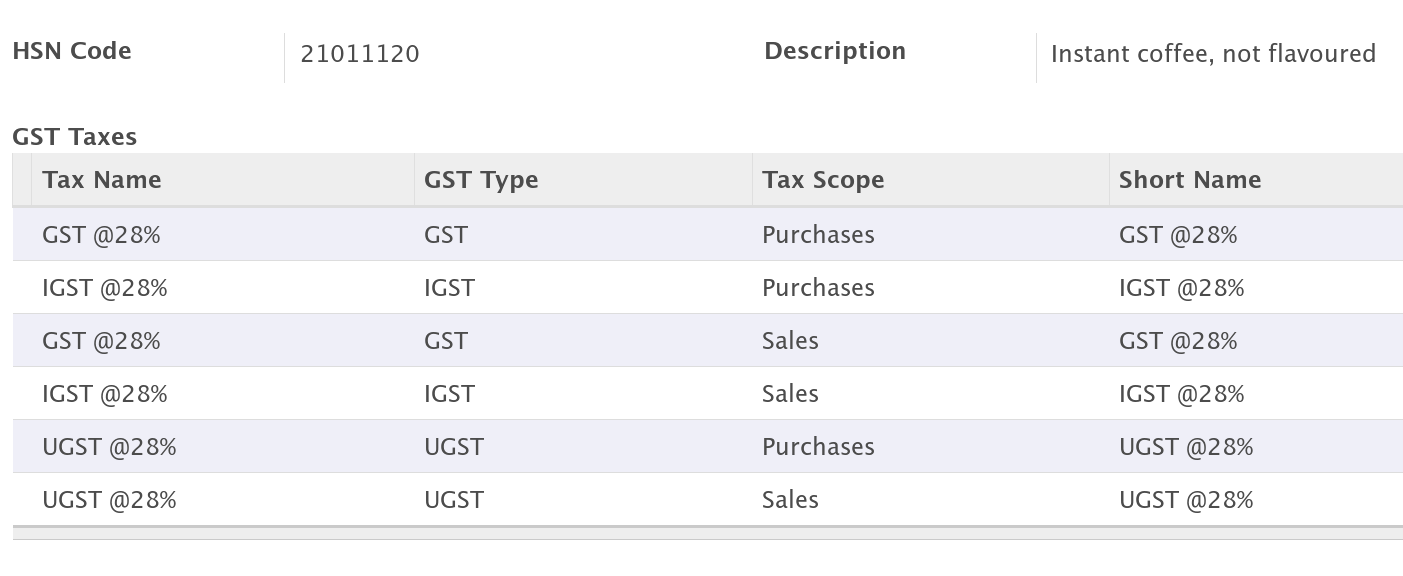 HSN Code 21011120 Description Instant coffee, not flavoured
GST Taxes
Tax Name GST Type Tax Scope Short Name
GST @28% GST Purchases GST @28%
IGST @28% IGST Purchases IGST @28%
GST @28% GST Sales GST @28%
IGST @28% IGST Sales IGST @28%
UGST @28% UGST Purchases UGST @28%
UGST @28% UGST Sales UGST @28%